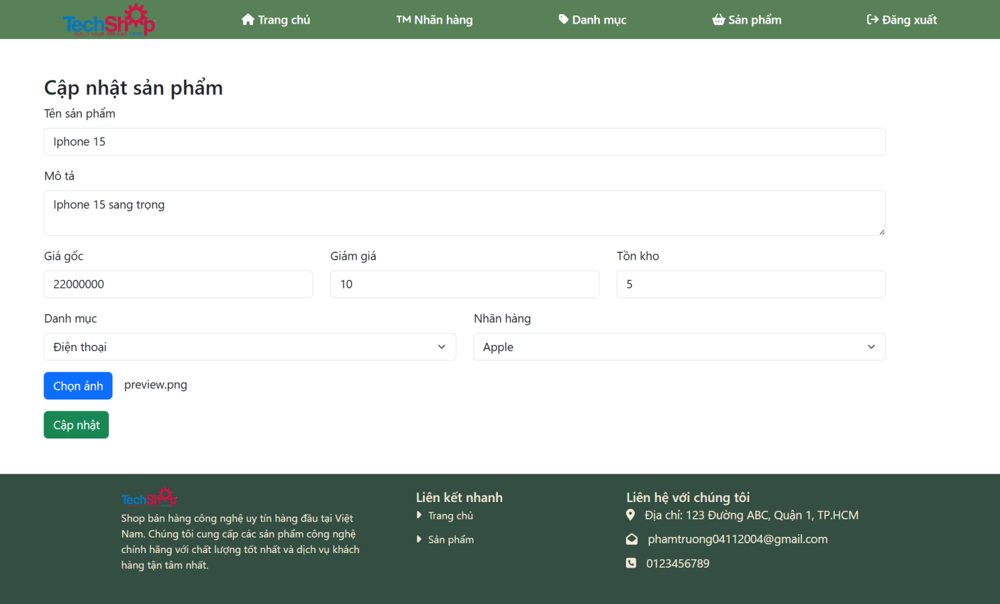 TechShop
Trang chủ
TM Nhãn hàng
Danh mục
Sản phẩm
Đăng xuất
Cập nhật sản phẩm
Tên sản phẩm
Iphone 15
Mô tả
Iphone 15 sang trọng
Giá gốc
Giảm giá
Tồn kho
22000000
10
5
Danh mục
Nhãn hàng
Điện thoại
Apple
Chọn ảnh
preview.png
Cập nhật
TechShop
Shop bán hàng công nghệ uy tín hàng đầu tại Việt
Nam. Chúng tôi cung cấp các sản phẩm công nghệ
chính hãng với chất lượng tốt nhất và dịch vụ khách
hàng tận tâm nhất.
Liên kết nhanh
Trang chủ
Sản phẩm
Liên hệ với chúng tôi
Địa chỉ: 123 Đường ABC, Quận 1, TP.HCM
phamtruong04112004@gmail.com
0123456789